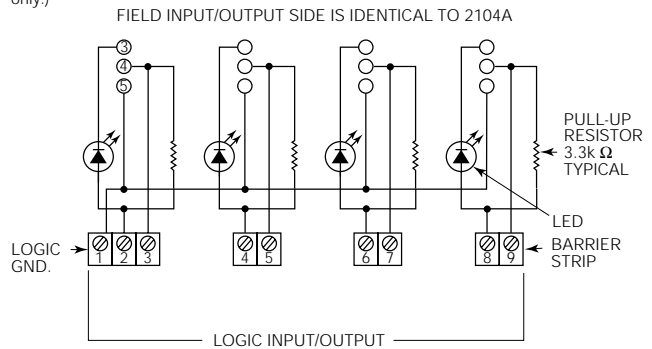 only.)
FIELD INPUT/OUTPUT SIDE IS IDENTICAL TO 2104A
3
4
5
PULL-UP
RESISTOR
3.3k Ω
TYPICAL
LED
LOGIC
GND.
1 2 3
4 5
6 7
8 9
BARRIER
STRIP
LOGIC INPUT/OUTPUT